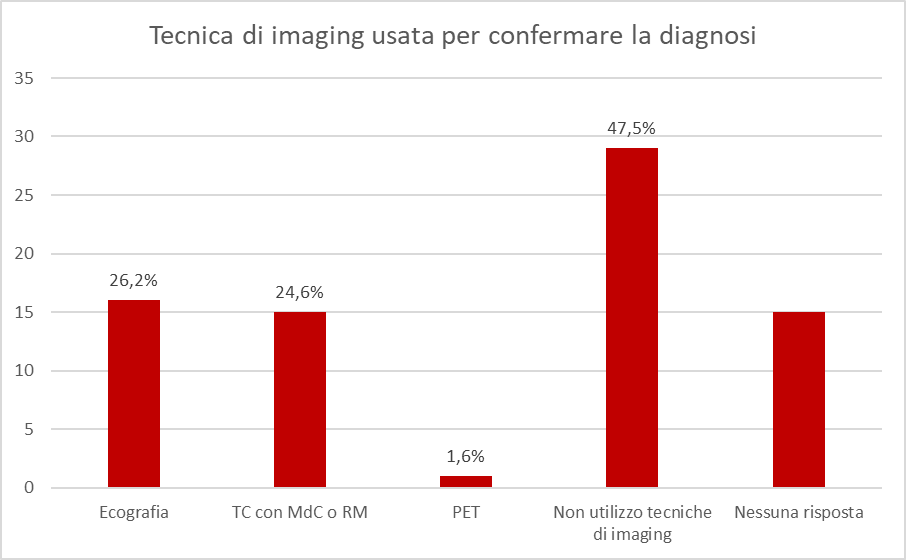 Tecnica di imaging usata per confermare la diagnosi
35
30
25
20
15
10
5
0
26,2%
24,6%
1,6%
47,5%
Ecografia
TC con MdC o RM
PET
Non utilizzo tecniche
di imaging
Nessuna risposta